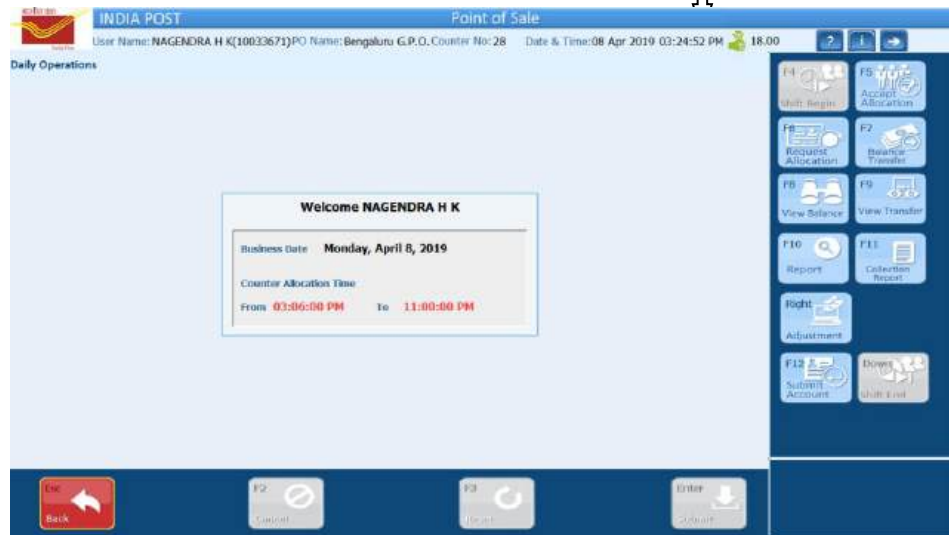 INDIA POST
Point of Sale
User Name: NAGENDRA H K(10033671)PO Name: Bengaluru G.P.O. Counter No: 28 Date & Time:08 Apr 2019 03:24:52 PM 18.00
? i
Daily Operations
F4 Shift Begin
F5 Accept Allocation
F6 Request Allocation
F7 Balance Transfer
F8 View Balance
F9 View Transfer
Welcome NAGENDRA H K
Business Date Monday, April 8, 2019
Counter Allocation Time
From 03:06:00 PM To 11:00:00 PM
F10 Report
F11 Collection Report
Right Adjustment
F12 Submit Account
Down Shift End
Esc Back
F2 Cancel
F3 Reset
Enter Submit